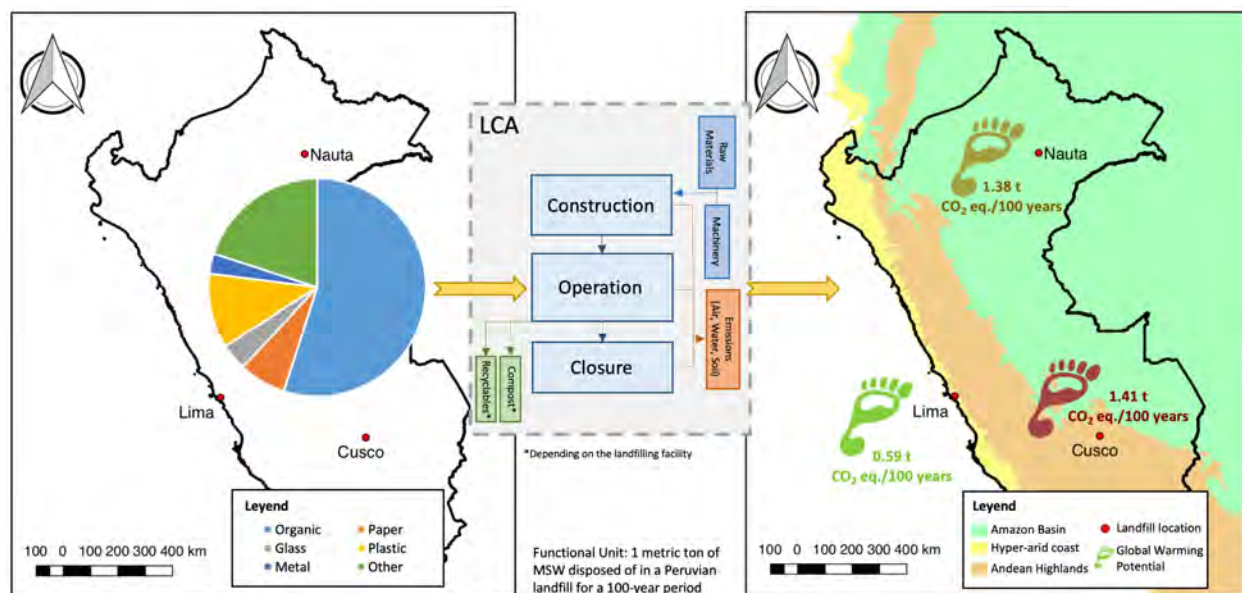 Nauta
Lima
Cusco
Leyend
Organic
Paper
Glass
Plastic
Metal
Other
100 0 100 200 300 400 km
LCA
Raw
Materials
Construction
Machinery
Operation
Emissions
(Air, Water, Soil)
Closure
Recyclables*
Compost*
*Depending on the landfilling facility
Functional Unit: 1 metric ton of
MSW disposed of in a Peruvian
landfill for a 100-year period
Nauta
1.38 t
CO₂ eq./100 years
Lima
0.59 t
CO₂ eq./100 years
1.41 t
CO₂ eq./100 years
Cusco
Leyend
Amazon Basin
Landfill location
Hyper-arid coast
Global Warming
Potential
Andean Highlands
100 0 100 200 300 400 km